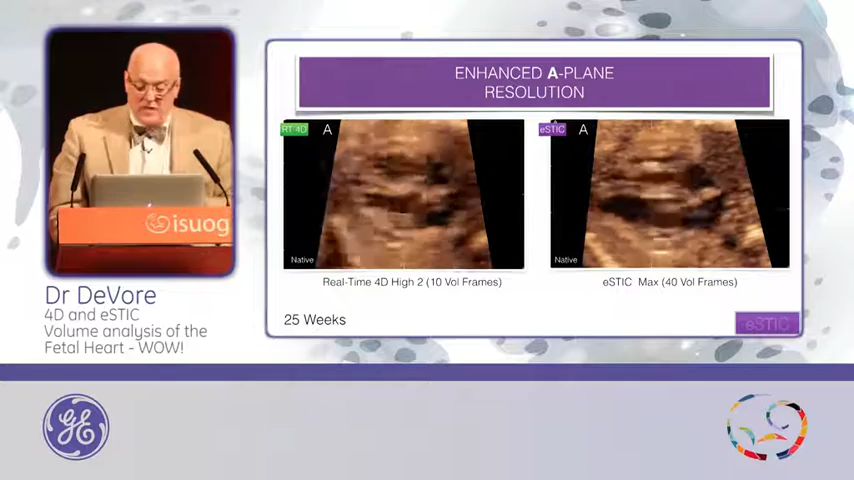 isuog
Dr DeVore
4D and eSTIC
Volume analysis of the
Fetal Heart - WOW!
ENHANCED A-PLANE
RESOLUTION
RT 4D
A
Native
Real-Time 4D High 2 (10 Vol Frames)
eSTIC
A
Native
eSTIC Max (40 Vol Frames)
25 Weeks
eSTIC
GE